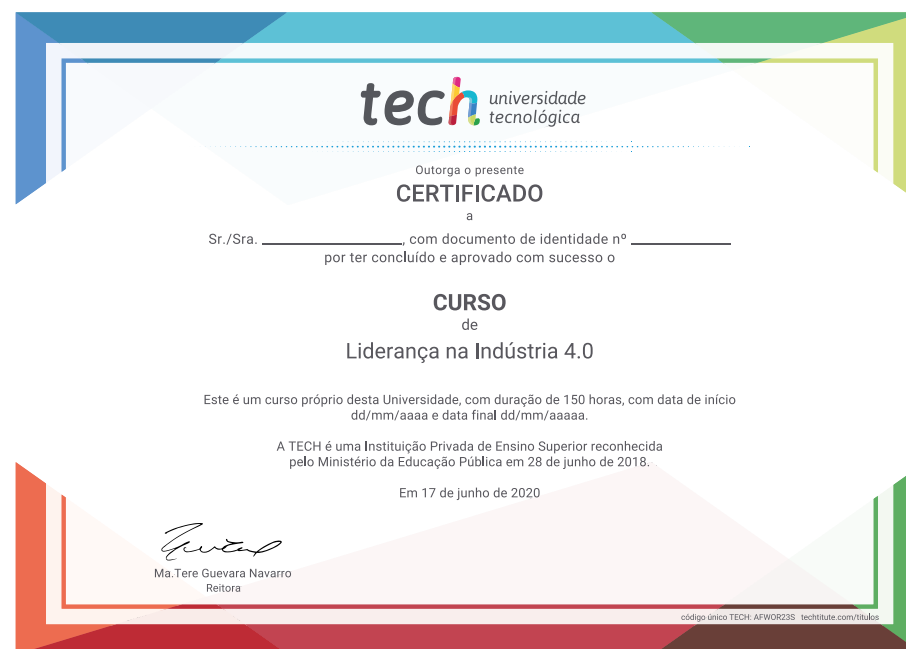 tech universidade
tecnológica
Outorga o presente
CERTIFICADO
a
Sr./Sra. ____________________, com documento de identidade nº ______________
por ter concluído e aprovado com sucesso o
CURSO
de
Liderança na Indústria 4.0
Este é um curso próprio desta Universidade, com duração de 150 horas, com data de início
dd/mm/aaaa e data final dd/mm/aaaaa.
A TECH é uma Instituição Privada de Ensino Superior reconhecida
pelo Ministério da Educação Pública em 28 de junho de 2018.
Em 17 de junho de 2020
Ma.Tere Guevara Navarro
Reitora
código único TECH: AFWOR23S techtitute.com/titulos